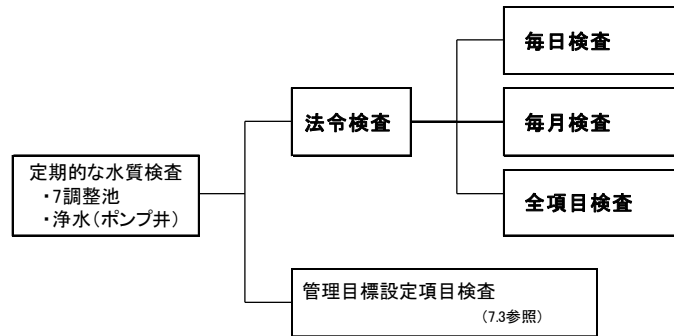 定期的な水質検査
・7調整池
・浄水(ポンプ井)
法令検査
毎日検査
毎月検査
全項目検査
管理目標設定項目検査
(7.3参照)